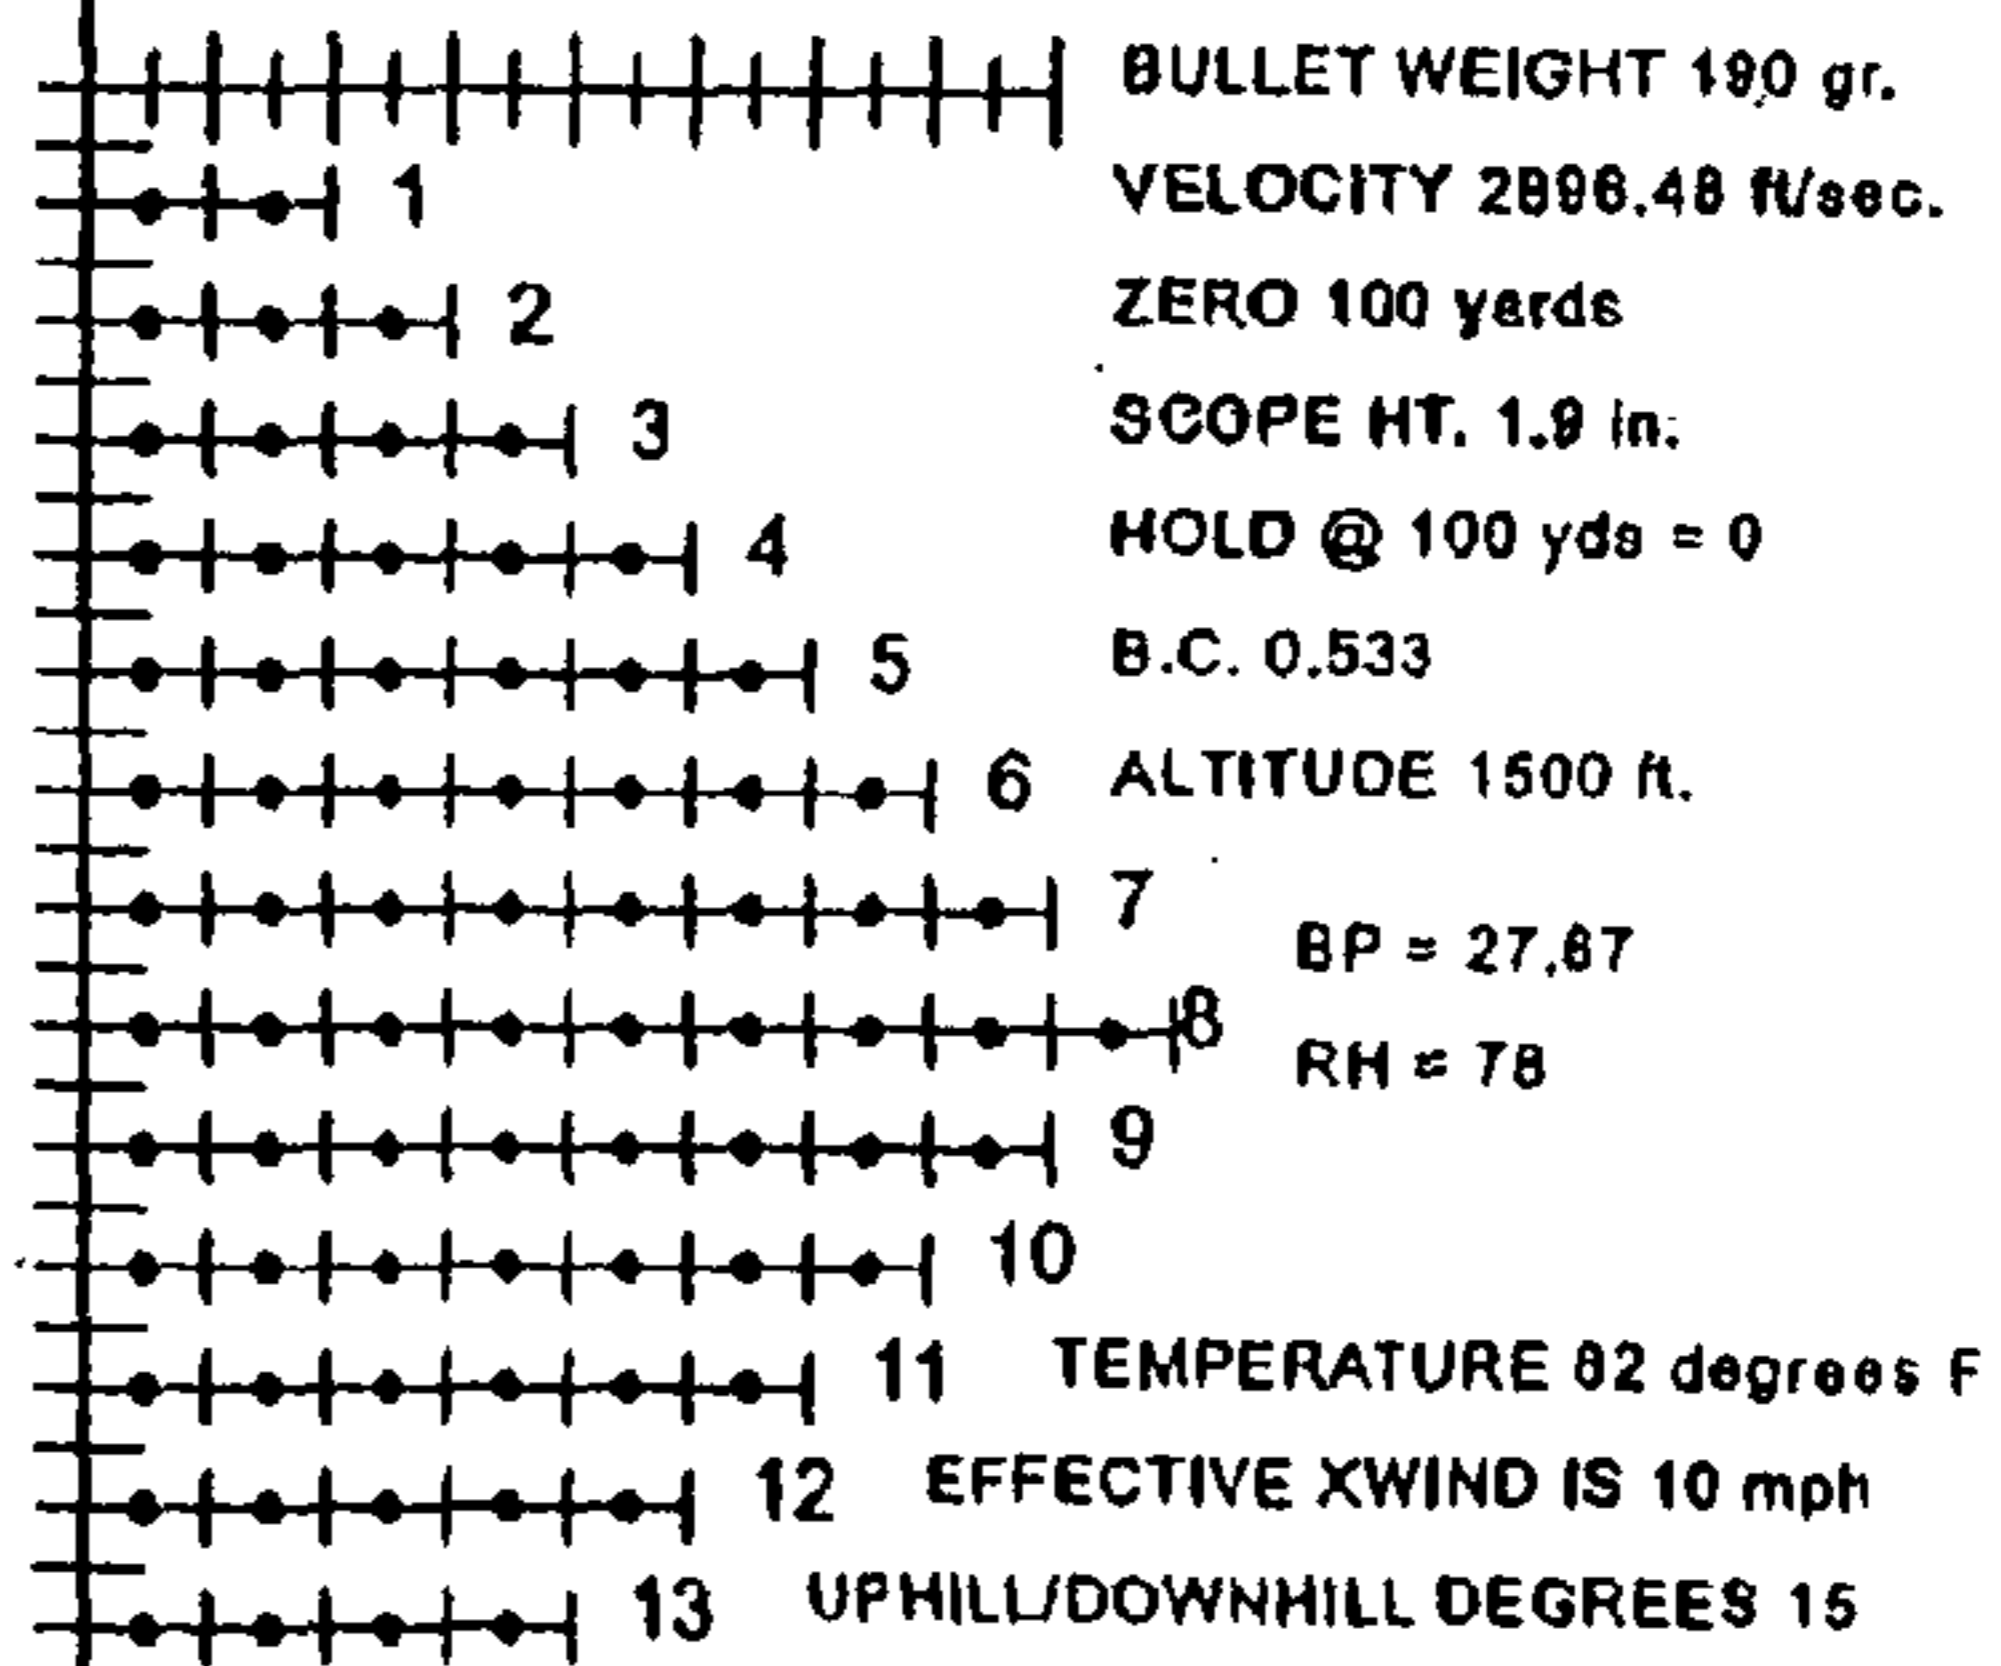 BULLET WEIGHT 190 gr.
1 VELOCITY 2896.48 ft/sec.
2 ZERO 100 yards
3 SCOPE HT. 1.9 in.
HOLD @ 100 yds = 0
4
5 B.C. 0.533
6 ALTITUDE 1500 ft.
7
BP = 27.67
8
RH = 78
9
10
11 TEMPERATURE 82 degrees F
12 EFFECTIVE XWIND IS 10 mph
13 UPHILL/DOWNHILL DEGREES 15